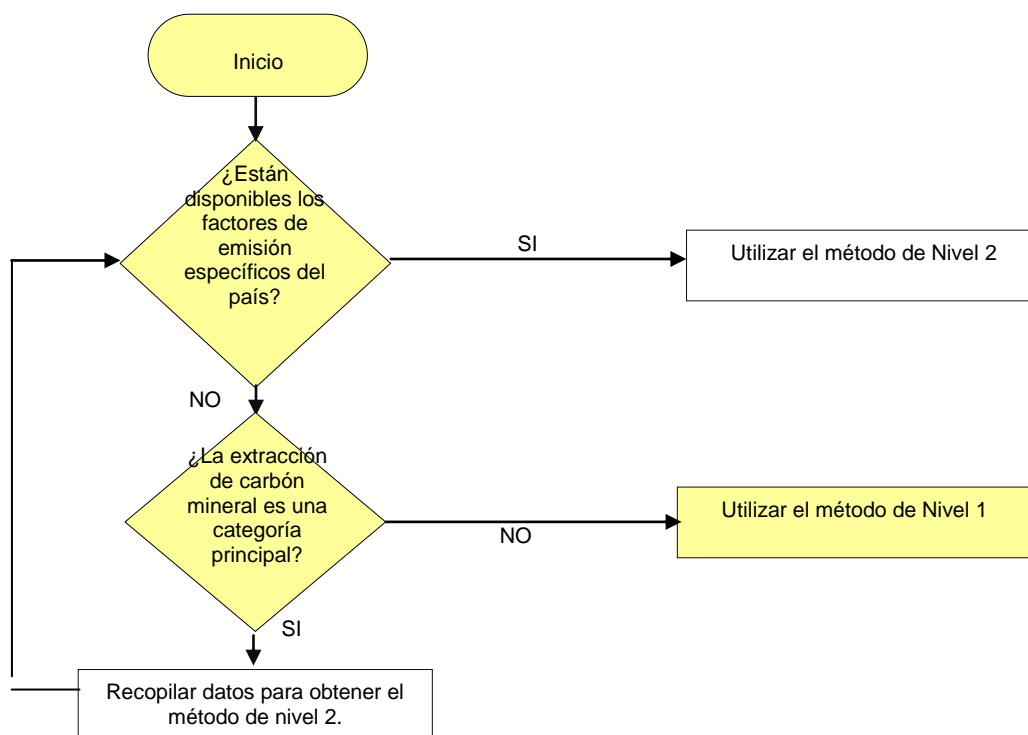 Inicio
¿Están
disponibles los
factores de
emisión
específicos del
país?
SI
Utilizar el método de Nivel 2
NO
¿La extracción
de carbón
mineral es una
categoría
principal?
NO
Utilizar el método de Nivel 1
SI
Recopilar datos para obtener el
método de nivel 2.